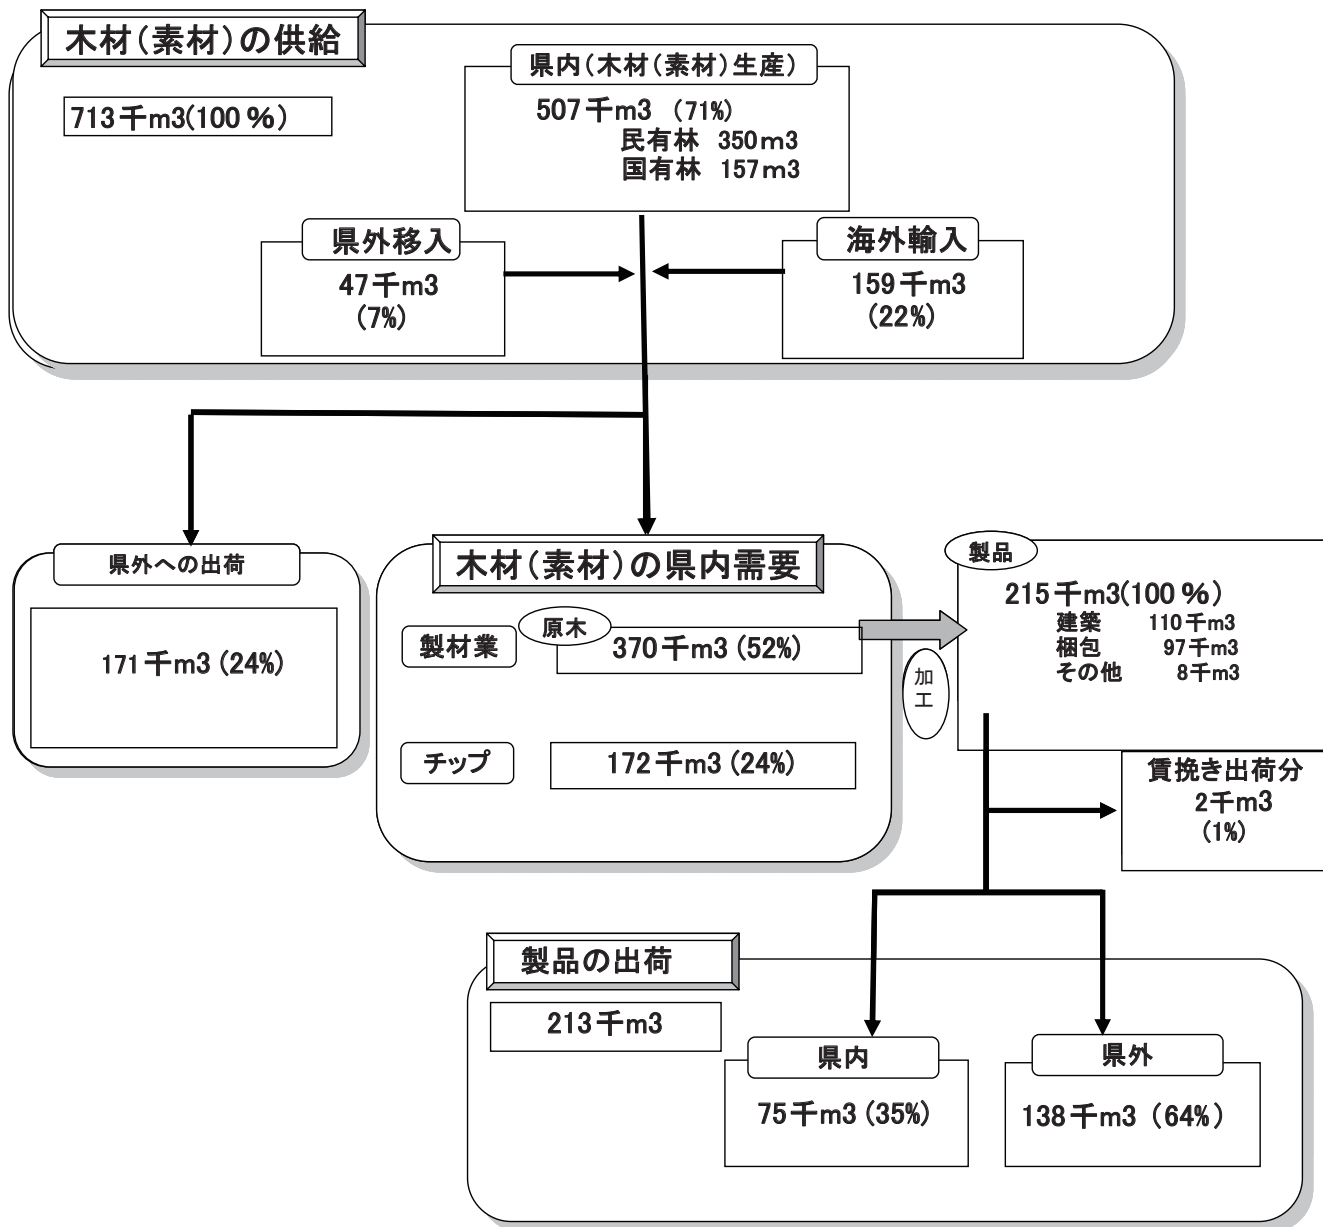 木材(素材)の供給
713千m3(100%)
県内(木材(素材)生産)
507千m3 (71%)
民有林 350m3
国有林 157m3
県外移入
47千m3
(7%)
海外輸入
159千m3
(22%)
県外への出荷
171千m3(24%)
木材(素材)の県内需要
製材業
原木
370千m3(52%)
チップ
172千m3(24%)
加
工
製品
215千m3(100%)
建築 110千m3
梱包 97千m3
その他 8千m3
賃挽き出荷分
2千m3
(1%)
製品の出荷
213千m3
県内
75千m3(35%)
県外
138千m3 (64%)